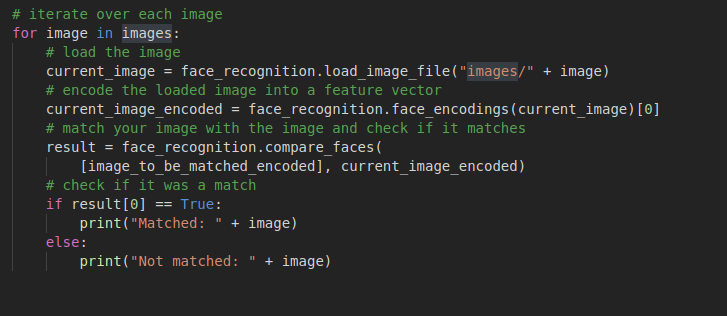 # iterate over each image
for image in images:
    # load the image
    current_image = face_recognition.load_image_file("images/" + image)
    # encode the loaded image into a feature vector
    current_image_encoded = face_recognition.face_encodings(current_image)[0]
    # match your image with the image and check if it matches
    result = face_recognition.compare_faces(
        [image_to_be_matched_encoded], current_image_encoded)
    # check if it was a match
    if result[0] == True:
        print("Matched: " + image)
    else:
        print("Not matched: " + image)